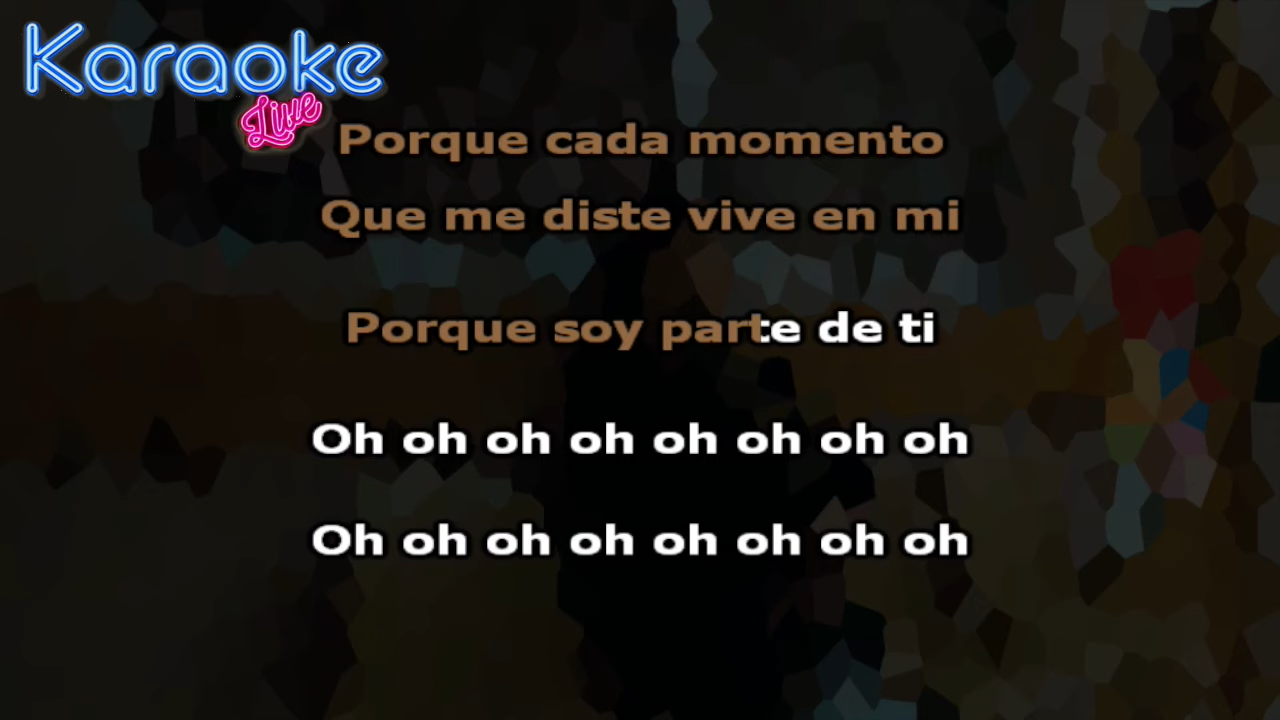 Karaoke
Live
Porque cada momento
Que me diste vive en mi
Porque soy parte de ti
Oh oh oh oh oh oh oh oh
Oh oh oh oh oh oh oh oh